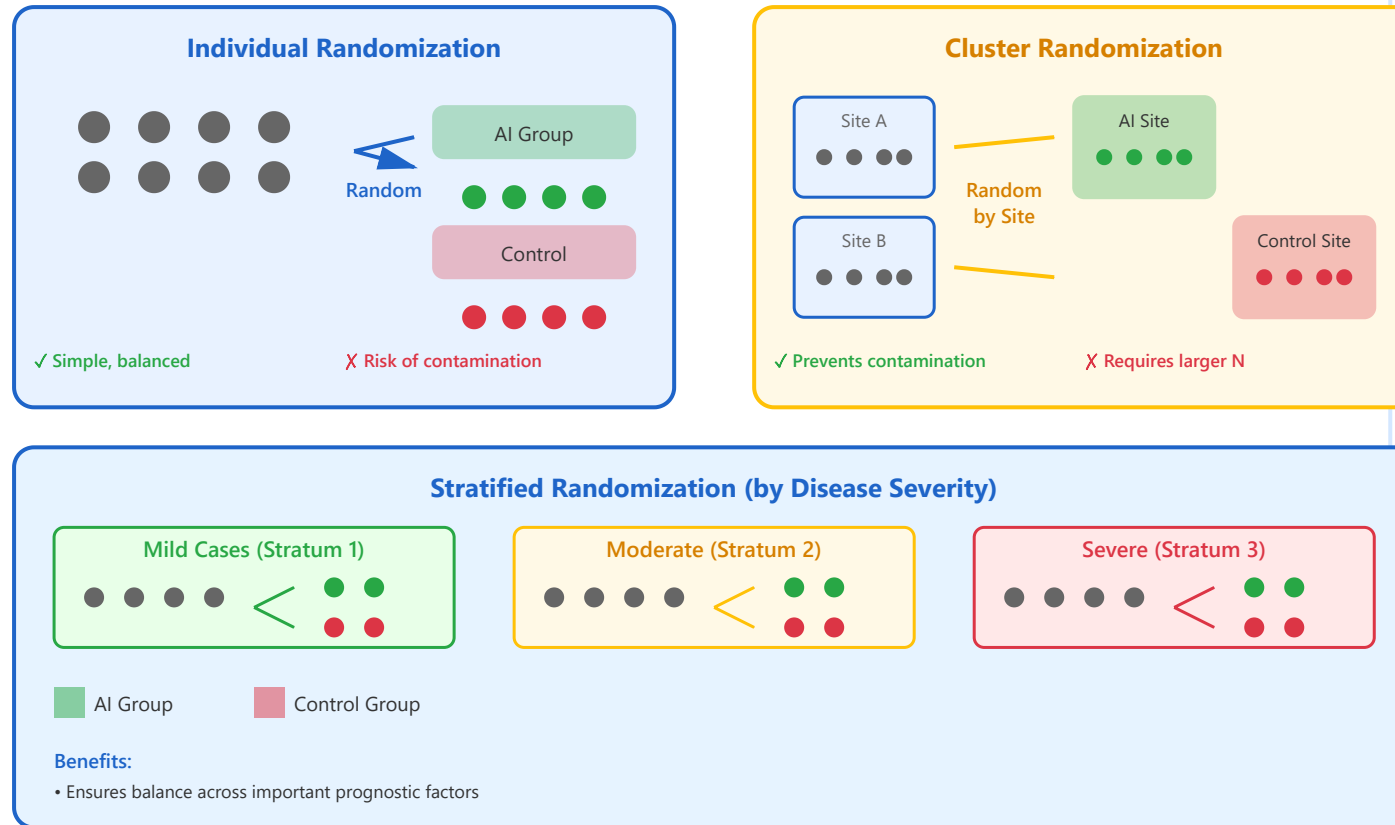 Individual Randomization
AI Group
Random
Control
✓ Simple, balanced
✗ Risk of contamination
Cluster Randomization
Site A
AI Site
Random
by Site
Site B
Control Site
✓ Prevents contamination
✗ Requires larger N
Stratified Randomization (by Disease Severity)
Mild Cases (Stratum 1)
Moderate (Stratum 2)
Severe (Stratum 3)
AI Group
Control Group
Benefits:
• Ensures balance across important prognostic factors